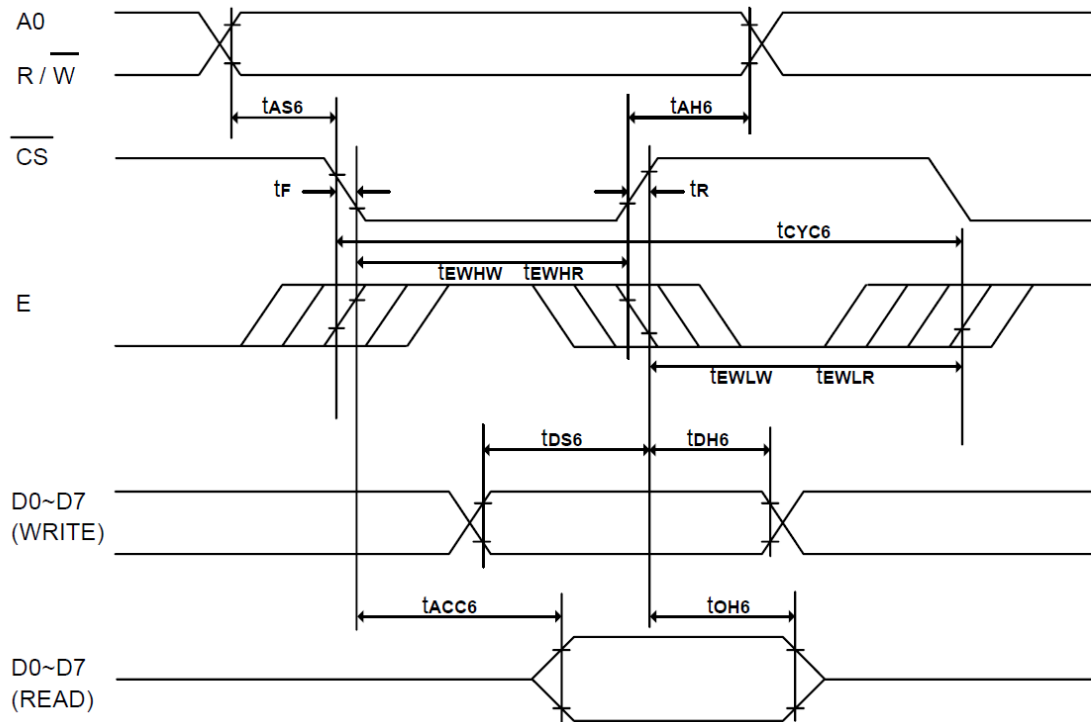 A0
R / W
tAS6
tAH6
CS
tF
tR
tCYC6
tEWHW tEWHR
E
tEWLW tEWLR
tDS6
tDH6
D0~D7
(WRITE)
tACC6
tOH6
D0~D7
(READ)